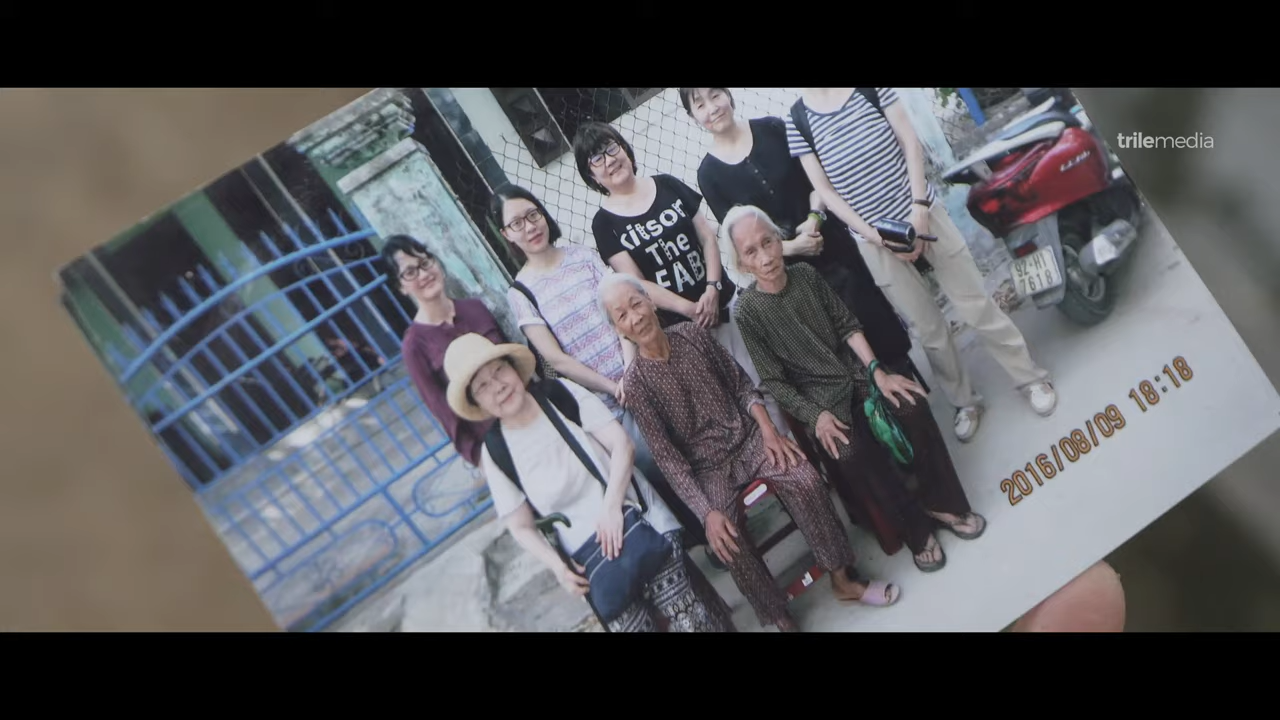 trilemedia
kitsor
The
FAB
92-H1
7618
2016/08/09 18:18